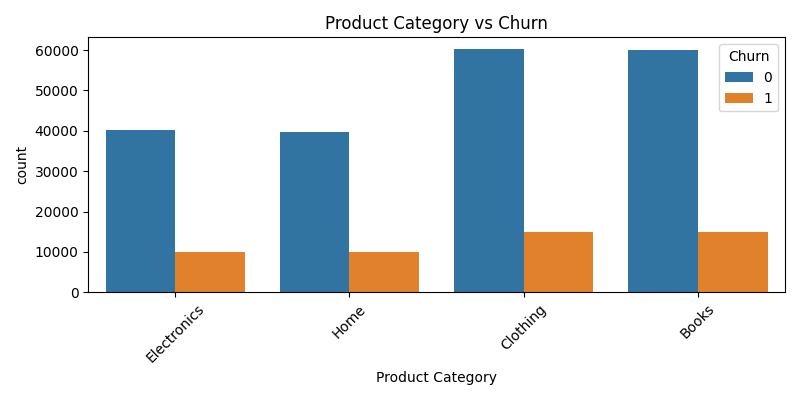 Product Category vs Churn
Churn
0
1
60000
50000
40000
30000
20000
10000
0
count
Electronics
Home
Clothing
Books
Product Category